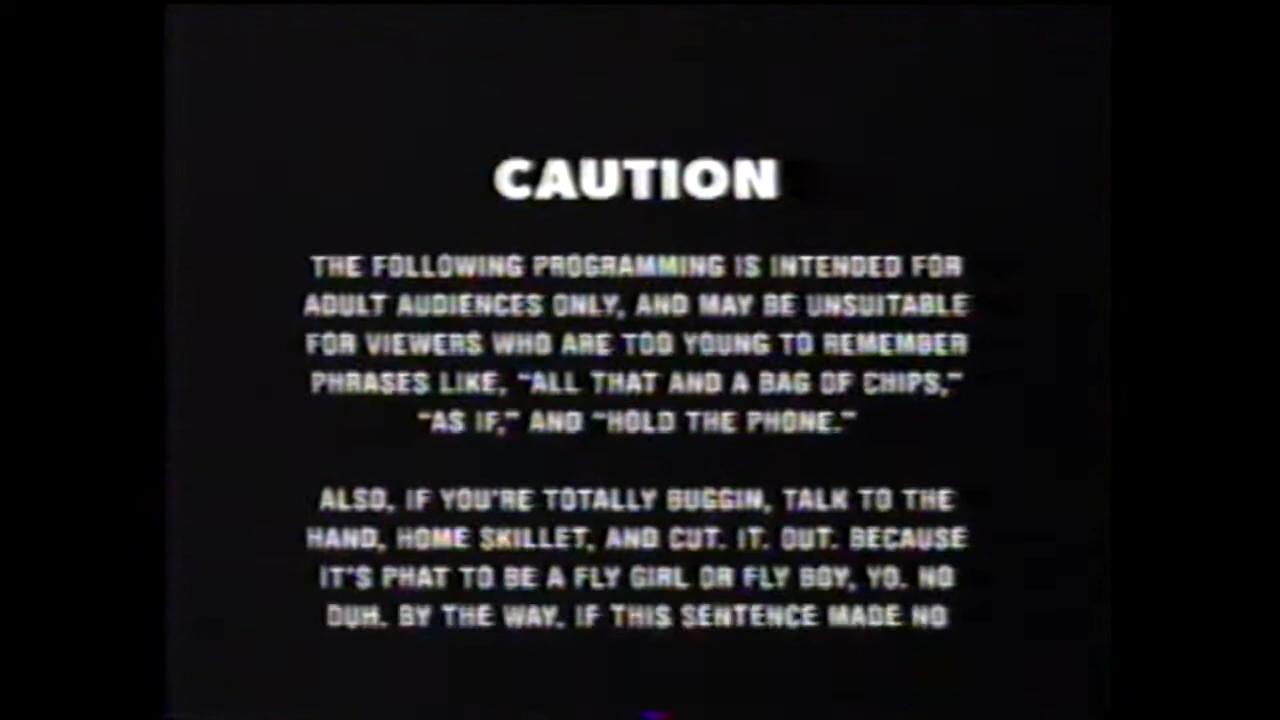 CAUTION
THE FOLLOWING PROGRAMMING IS INTENDED FOR
ADULT AUDIENCES ONLY, AND MAY BE UNSUITABLE
FOR VIEWERS WHO ARE TOO YOUNG TO REMEMBER
PHRASES LIKE, "ALL THAT AND A BAG OF CHIPS,"
"AS IF," AND "HOLD THE PHONE."
ALSO, IF YOU'RE TOTALLY BUGGIN, TALK TO THE
HAND, HOME SKILLET, AND CUT. IT. OUT. BECAUSE
IT'S PHAT TO BE A FLY GIRL OR FLY BOY, YO. NO
DUH. BY THE WAY, IF THIS SENTENCE MADE NO